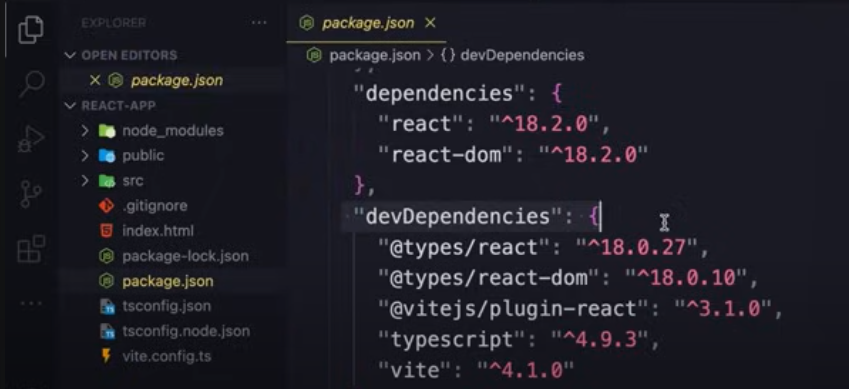 EXPLORER ...
OPEN EDITORS
package.json
REACT-APP
node_modules
public
src
.gitignore
index.html
package-lock.json
package.json
tsconfig.json
tsconfig.node.json
vite.config.ts
package.json
package.json > {} devDependencies
"dependencies": {
"react": "^18.2.0",
"react-dom": "^18.2.0"
},
"devDependencies": {
"@types/react": "^18.0.27",
"@types/react-dom": "^18.0.10",
"@vitejs/plugin-react": "^3.1.0",
"typescript": "^4.9.3",
"vite": "^4.1.0"